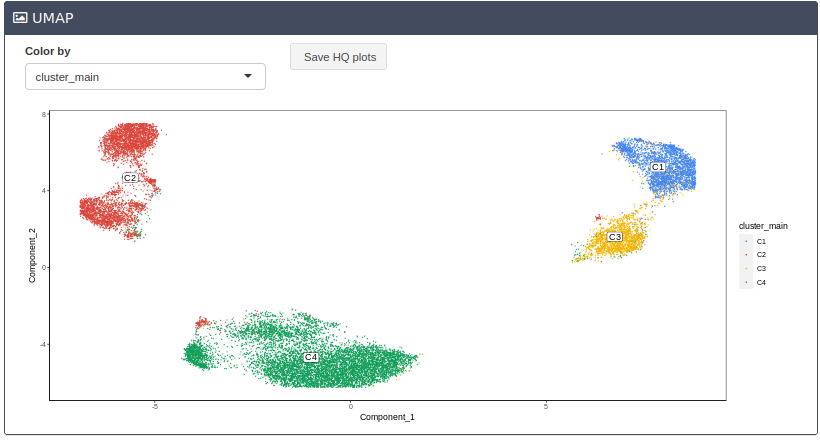 UMAP
Color by
Save HQ plots
cluster_main
8
4
0
-4
-5
0
5
Component_2
Component_1
C2
C1
C3
C4
cluster_main
C1
C2
C3
C4